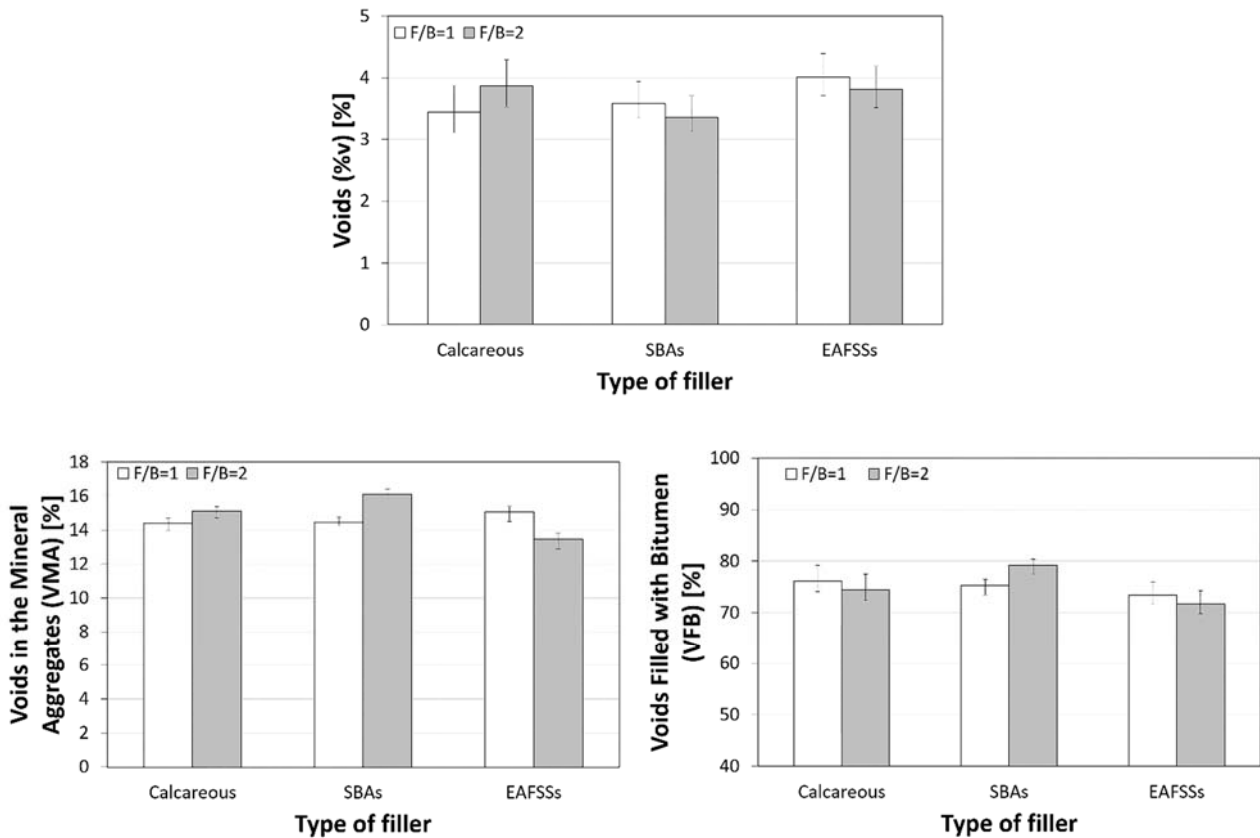 Voids (%v) [%]
5
4
3
2
1
0
F/B=1 F/B=2
Calcareous SBAs EAFSSs
Type of filler
Voids in the Mineral
Aggregates (VMA) [%]
18
16
14
12
10
8
6
4
2
0
F/B=1 F/B=2
Calcareous SBAs EAFSSs
Type of filler
Voids Filled with Bitumen
(VFB) [%]
100
90
80
70
60
50
40
F/B=1 F/B=2
Calcareous SBAs EAFSSs
Type of filler